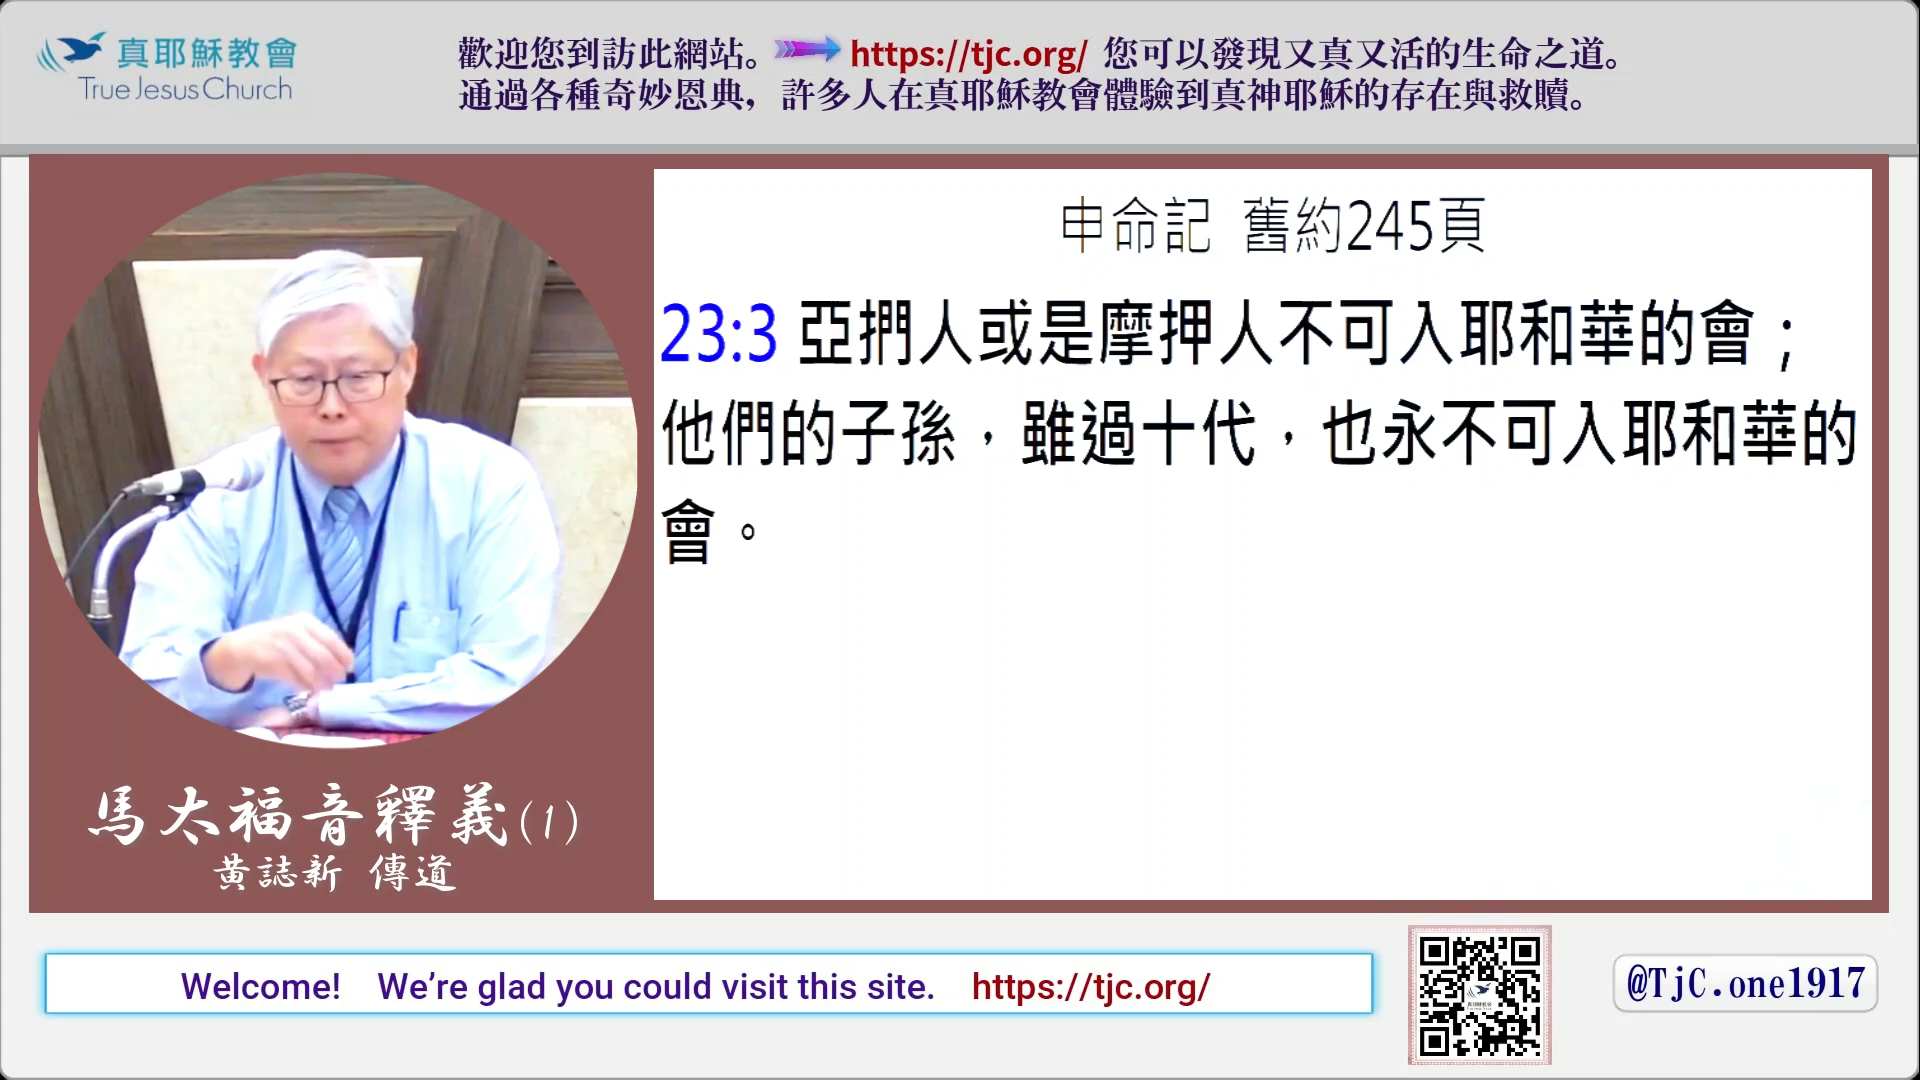 真耶穌教會
True Jesus Church
歡迎您到訪此網站。https://tjc.org/ 您可以發現又真又活的生命之道。
通過各種奇妙恩典，許多人在真耶穌教會體驗到真神耶穌的存在與救贖。
申命記 舊約245頁
23:3 亞捫人或是摩押人不可入耶和華的會；
他們的子孫，雖過十代，也永不可入耶和華的
會。
馬太福音釋義(1)
黄誌新 傳道
Welcome! We’re glad you could visit this site. https://tjc.org/
@TjC.one1917